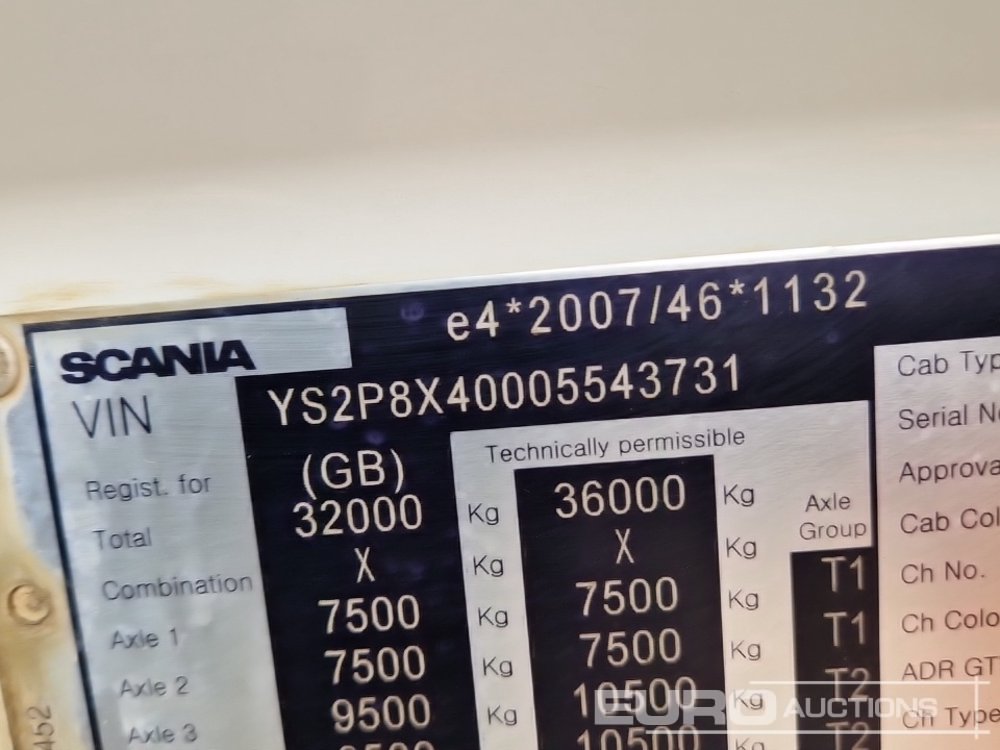 e4*2007/46*1132
SCANIA
VIN YS2P8X40005543731
Technically permissible
Regist. for (GB)
Total 32000 Kg 36000 Kg Axle Group
Combination X Kg X Kg T1
Axle 1 7500 Kg 7500 Kg T1
Axle 2 7500 Kg 7500 Kg T2
Axle 3 9500 Kg 10500 Kg T2
10500
Cab Typ
Serial N
Approva
Cab Col
Ch No.
Ch Colo
ADR GT
Ch Type
452
EURO AUCTIONS